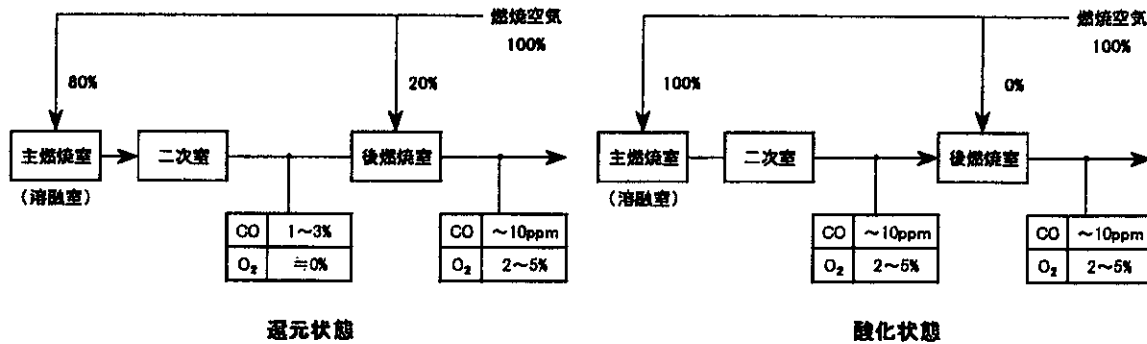 燃焼空気
100%
80%
20%
主燃焼室
二次室
後燃焼室
(溶融室)
CO 1～3%
O₂ ≒0%
CO ～10ppm
O₂ 2～5%
還元状態
燃焼空気
100%
100%
0%
主燃焼室
二次室
後燃焼室
(溶融室)
CO ～10ppm
O₂ 2～5%
CO ～10ppm
O₂ 2～5%
酸化状態